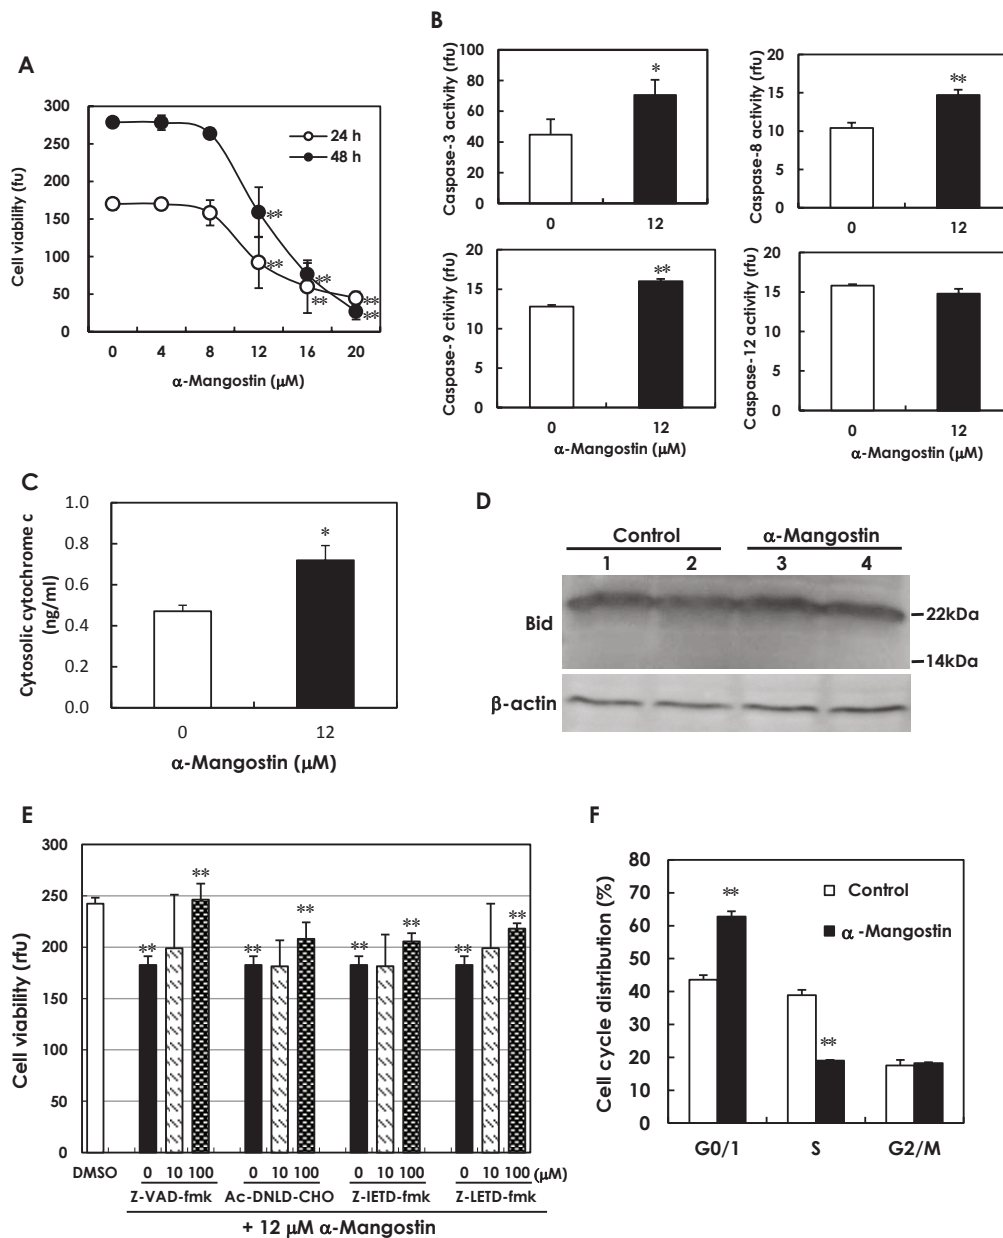 A
Cell viability (fu)
300
250
200
150
100
50
0
24 h
48 h
**
**
**
**
**
**
0 4 8 12 16 20
α-Mangostin (μM)
B
Caspase-3 activity (rfu)
100
80
60
40
20
0
*
0 12
Caspase-8 activity (rfu)
20
15
10
5
0
**
0 12
Caspase-9 ctivity (rfu)
20
15
10
5
0
**
0 12
α-Mangostin (μM)
Caspase-12 activity (rfu)
20
15
10
5
0
0 12
α-Mangostin (μM)
C
Cytosolic cytochrome c
(ng/ml)
1.0
0.8
0.6
0.4
0.2
0.0
*
0 12
α-Mangostin (μM)
D
Control α-Mangostin
1 2 3 4
Bid
22kDa
14kDa
β-actin
E
Cell viability (rfu)
300
250
200
150
100
50
0
** ** ** ** ** ** ** **
DMSO 0 10 100 0 10 100 0 10 100 0 10 100 (μM)
Z-VAD-fmk Ac-DNLD-CHO Z-IETD-fmk Z-LETD-fmk
+ 12 μM α-Mangostin
F
Cell cycle distribution (%)
80
70
60
50
40
30
20
10
0
Control
α -Mangostin
**
**
G0/1 S G2/M